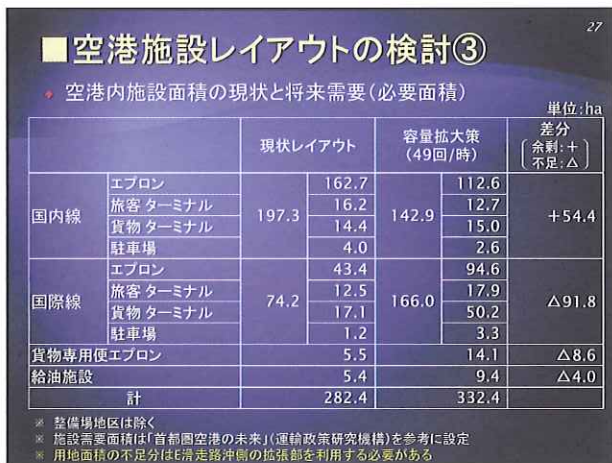 27
■空港施設レイアウトの検討③
◆ 空港内施設面積の現状と将来需要(必要面積)
単位:ha
現状レイアウト 容量拡大策 (49回/時) 差分 [余剰:+ 不足:△]
国内線 197.3 142.9 +54.4
エプロン 162.7 112.6
旅客 ターミナル 16.2 12.7
貨物 ターミナル 14.4 15.0
駐車場 4.0 2.6
国際線 74.2 166.0 △91.8
エプロン 43.4 94.6
旅客 ターミナル 12.5 17.9
貨物 ターミナル 17.1 50.2
駐車場 1.2 3.3
貨物専用便エプロン 5.5 14.1 △8.6
給油施設 5.4 9.4 △4.0
計 282.4 332.4
※ 整備場地区は除く
※ 施設需要面積は「首都圏空港の未来」(運輸政策研究機構)を参考に設定
※ 用地面積の不足分はE滑走路沖側の拡張部を利用する必要がある